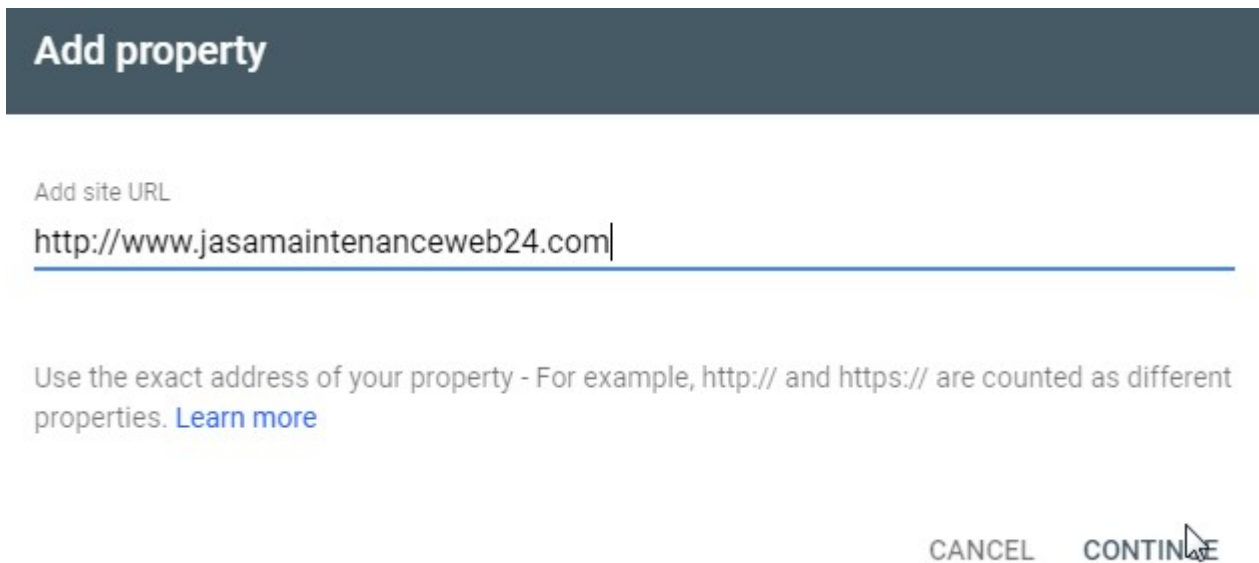 Add property
Add site URL
http://www.jasamaintenanceweb24.com
Use the exact address of your property - For example, http:// and https:// are counted as different
properties. Learn more
CANCEL CONTINUE